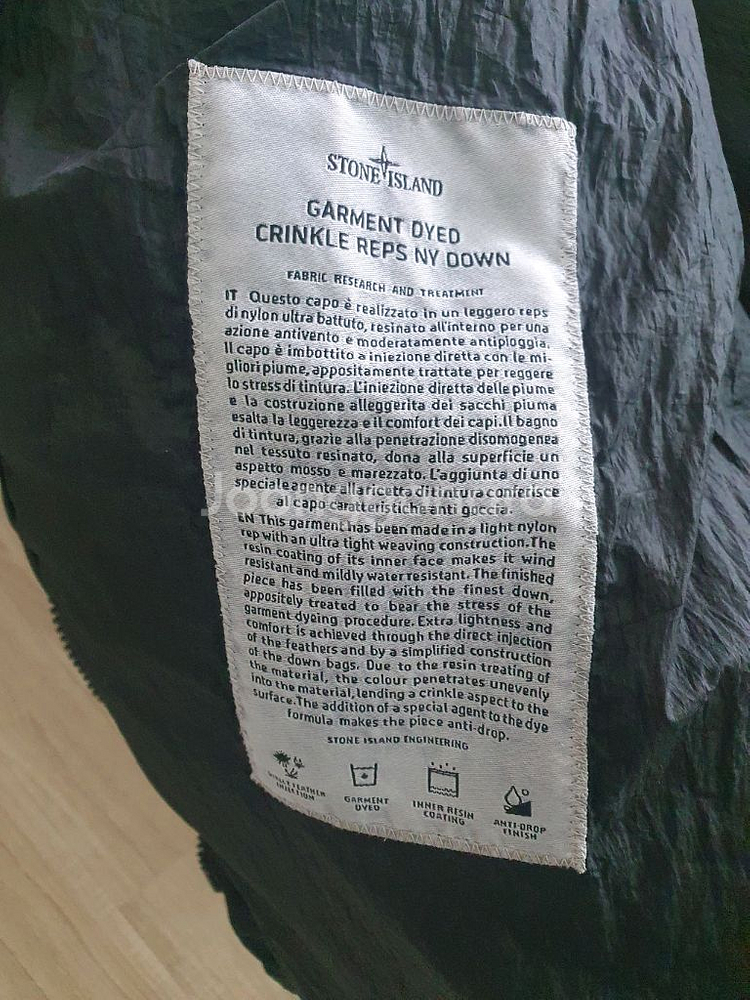 STONE ISLAND
GARMENT DYED
CRINKLE REPS NY DOWN
FABRIC RESEARCH AND TREATMENT
IT Questo capo è realizzato in un leggero reps
di nylon ultra battuto, resinato all'interno per una
azione antivento e moderatamente antipioggia.
Il capo è imbottito a iniezione diretta con le mi-
gliori piume, appositamente trattate per reggere
lo stress di tintura. L'iniezione diretta delle piume
e la costruzione alleggerita dei sacchi piuma
esalta la leggerezza e il comfort dei capi.Il bagno
di tintura, grazie alla penetrazione disomogenea
nel tessuto resinato, dona alla superficie un
aspetto mosso e marezzato. L'aggiunta di uno
speciale agente alla ricetta di tintura conferisce
al capo caratteristiche anti goccia.
EN This garment has been made in a light nylon
rep with an ultra tight weaving construction.The
resin coating of its inner face makes it wind
resistant and mildly water resistant. The finished
piece has been filled with the finest down,
appositely treated to bear the stress of the
garment dyeing procedure. Extra lightness and
comfort is achieved through the direct injection
of the feathers and by a simplified construction
of the down bags. Due to the resin treating of
the material, the colour penetrates unevenly
into the material, lending a crinkle aspect to the
surface.The addition of a special agent to the dye
formula makes the piece anti-drop.
STONE ISLAND ENGINEERING
DIRECT FEATHER
INJECTION
GARMENT
DYED
INNER RESIN
COATING
ANTI-DROP
FINISH